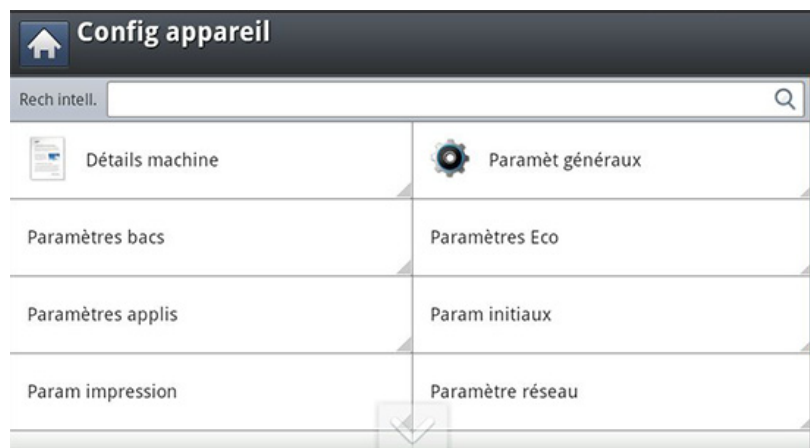 Config appareil
Rech intell.
Détails machine
Paramèt généraux
Paramètres bacs
Paramètres Eco
Paramètres applis
Param initiaux
Param impression
Paramètre réseau